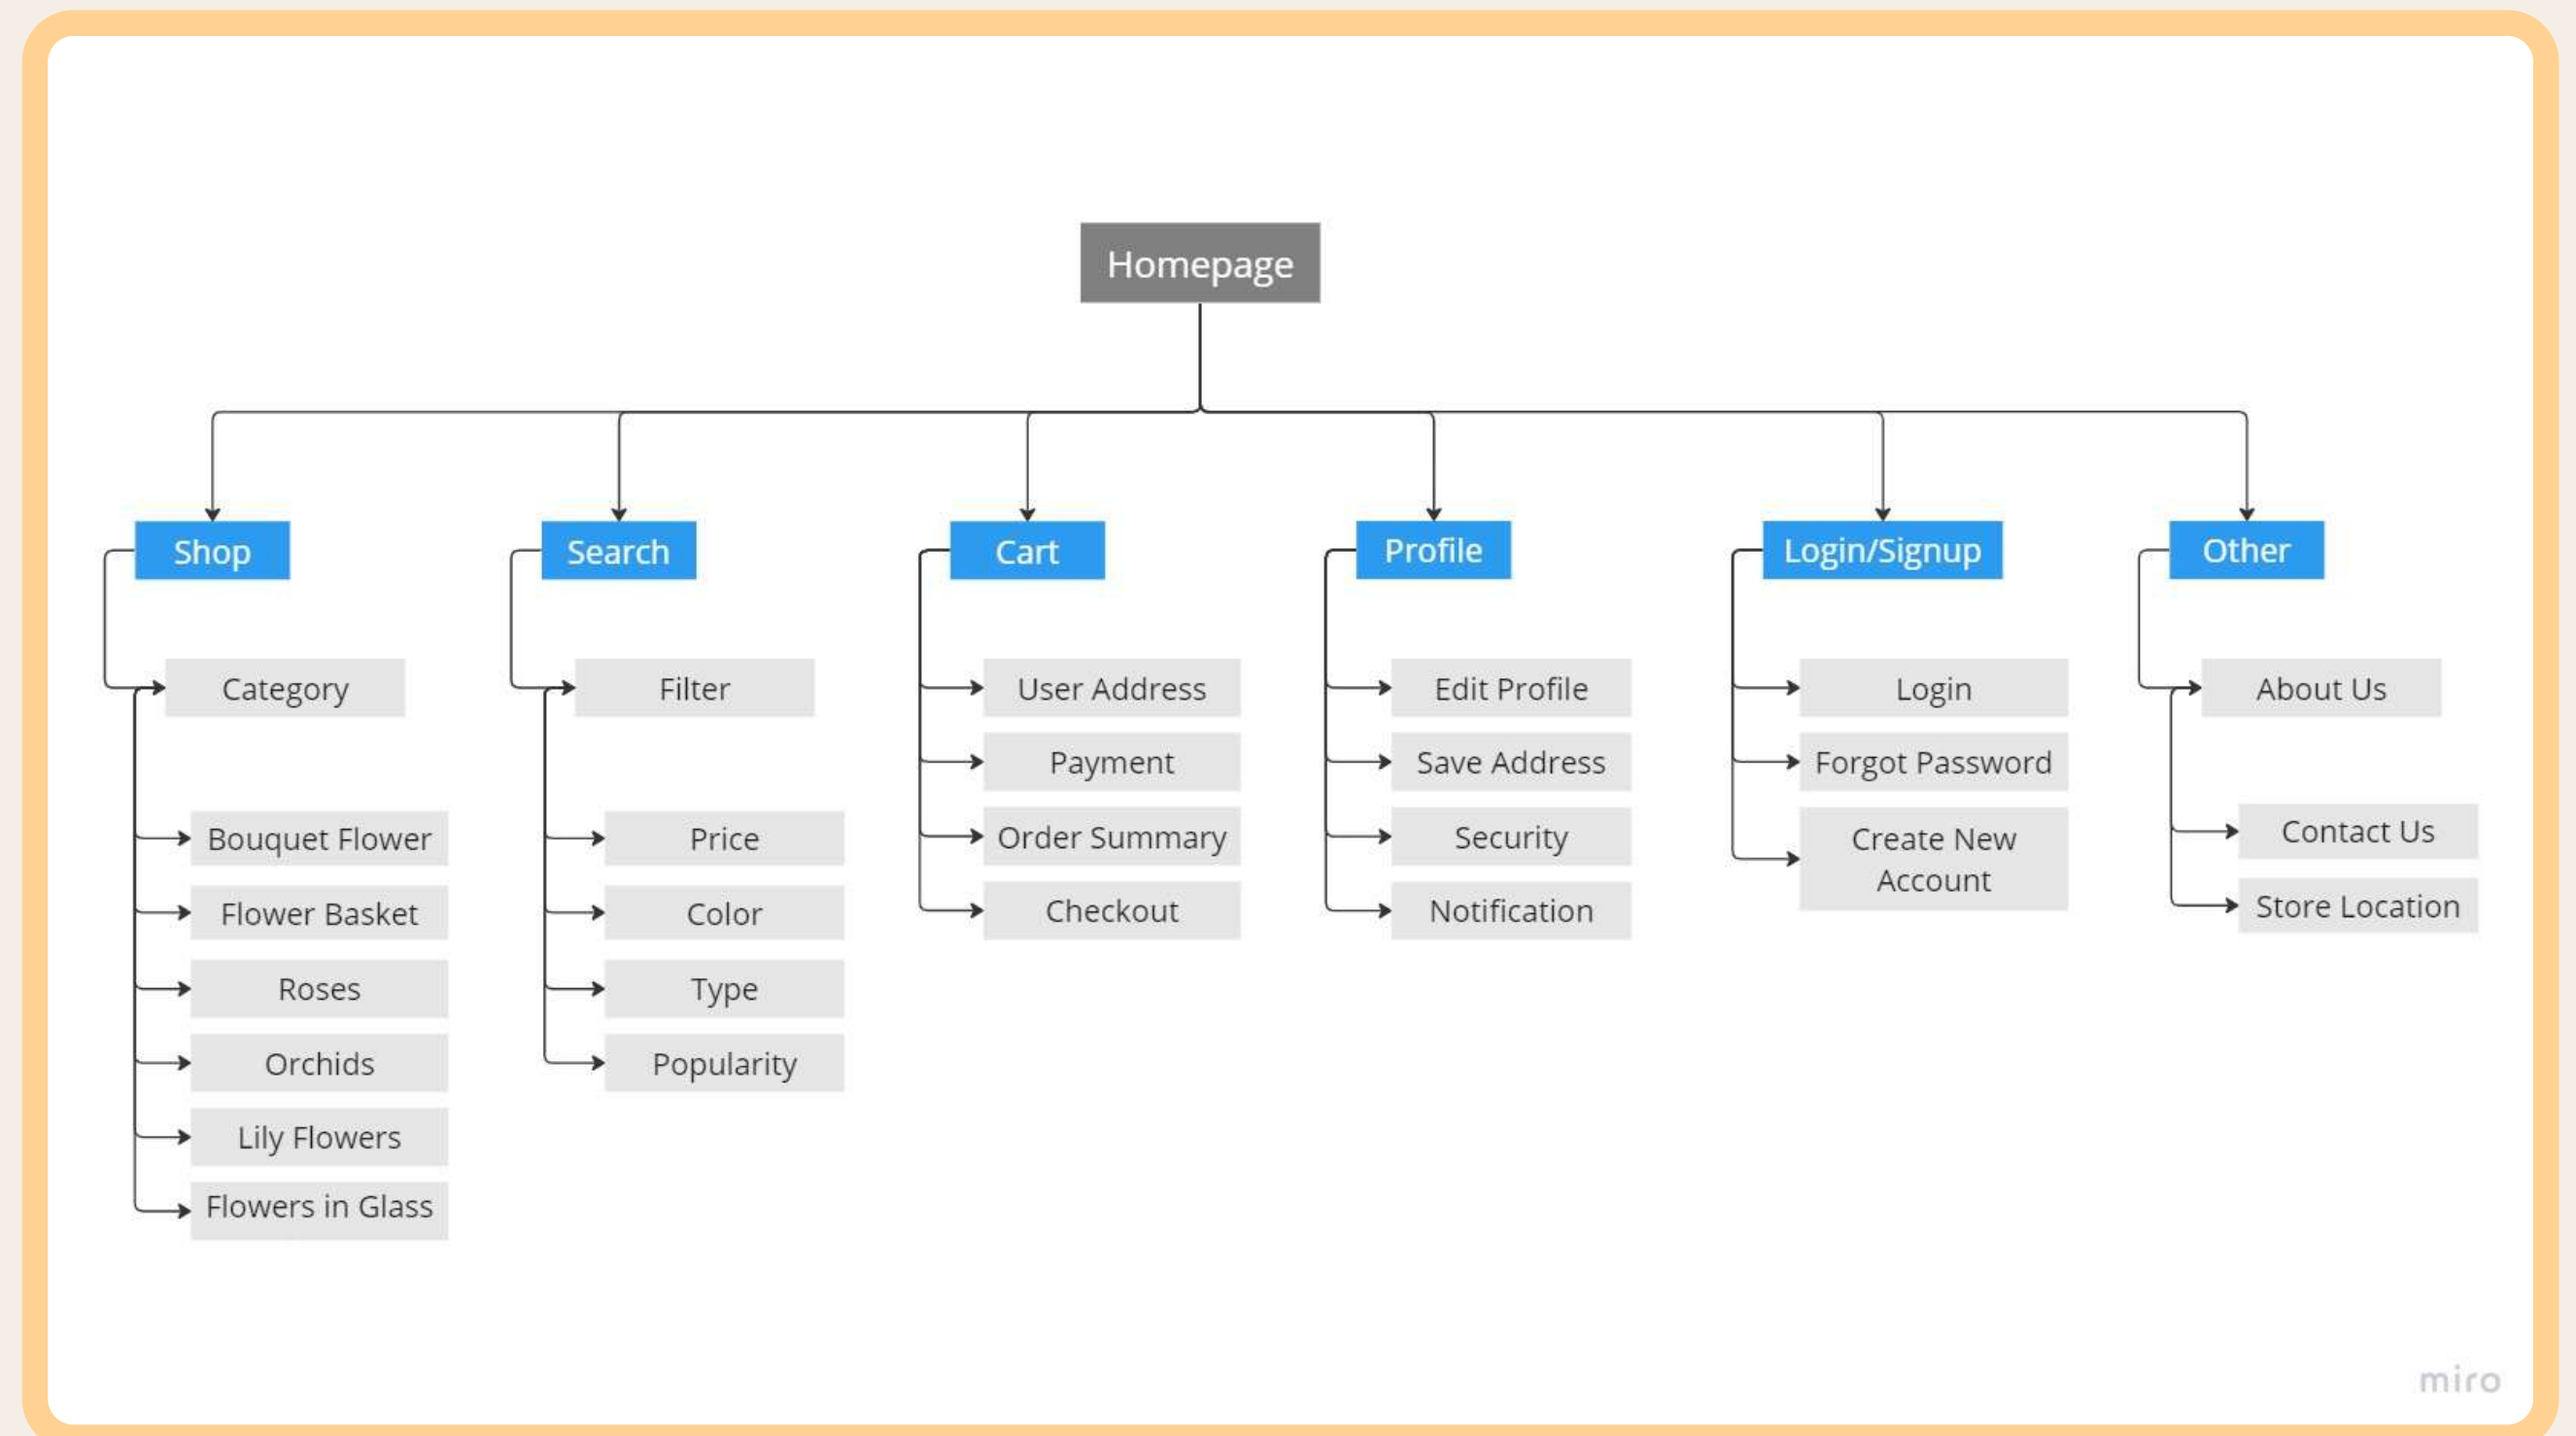 Homepage
Shop
Search
Cart
Profile
Login/Signup
Other
Category
Bouquet Flower
Flower Basket
Roses
Orchids
Lily Flowers
Flowers in Glass
Filter
Price
Color
Type
Popularity
User Address
Payment
Order Summary
Checkout
Edit Profile
Save Address
Security
Notification
Login
Forgot Password
Create New
Account
About Us
Contact Us
Store Location
miro